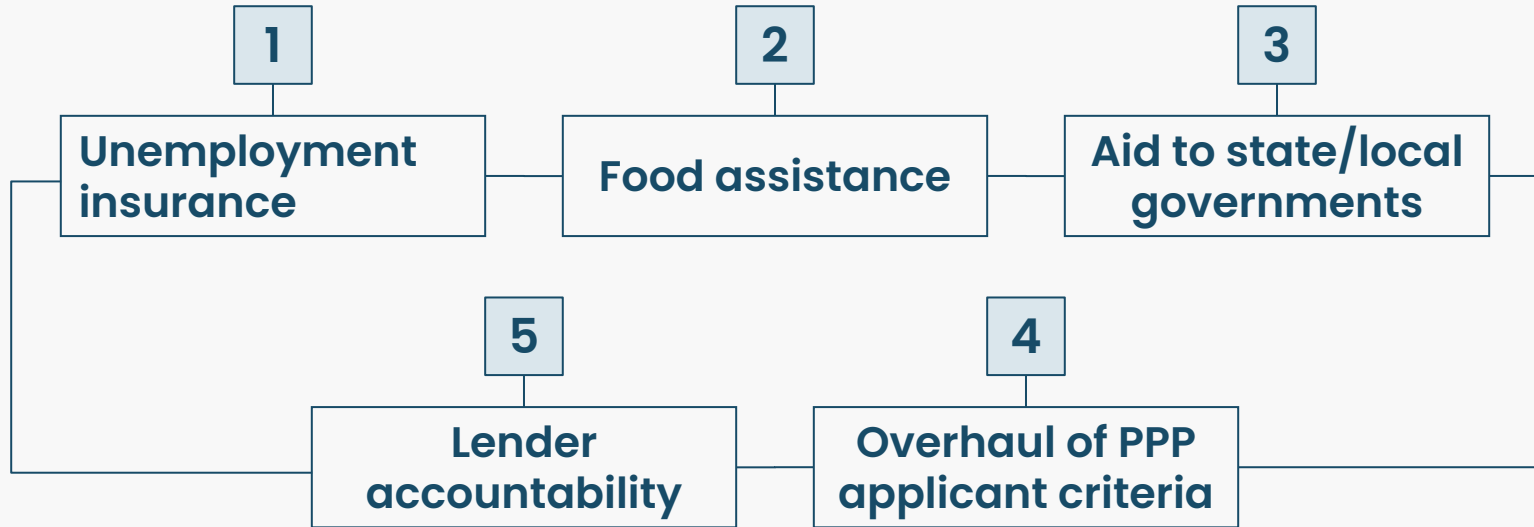 1
Unemployment
insurance
2
Food assistance
3
Aid to state/local
governments
4
Overhaul of PPP
applicant criteria
5
Lender
accountability